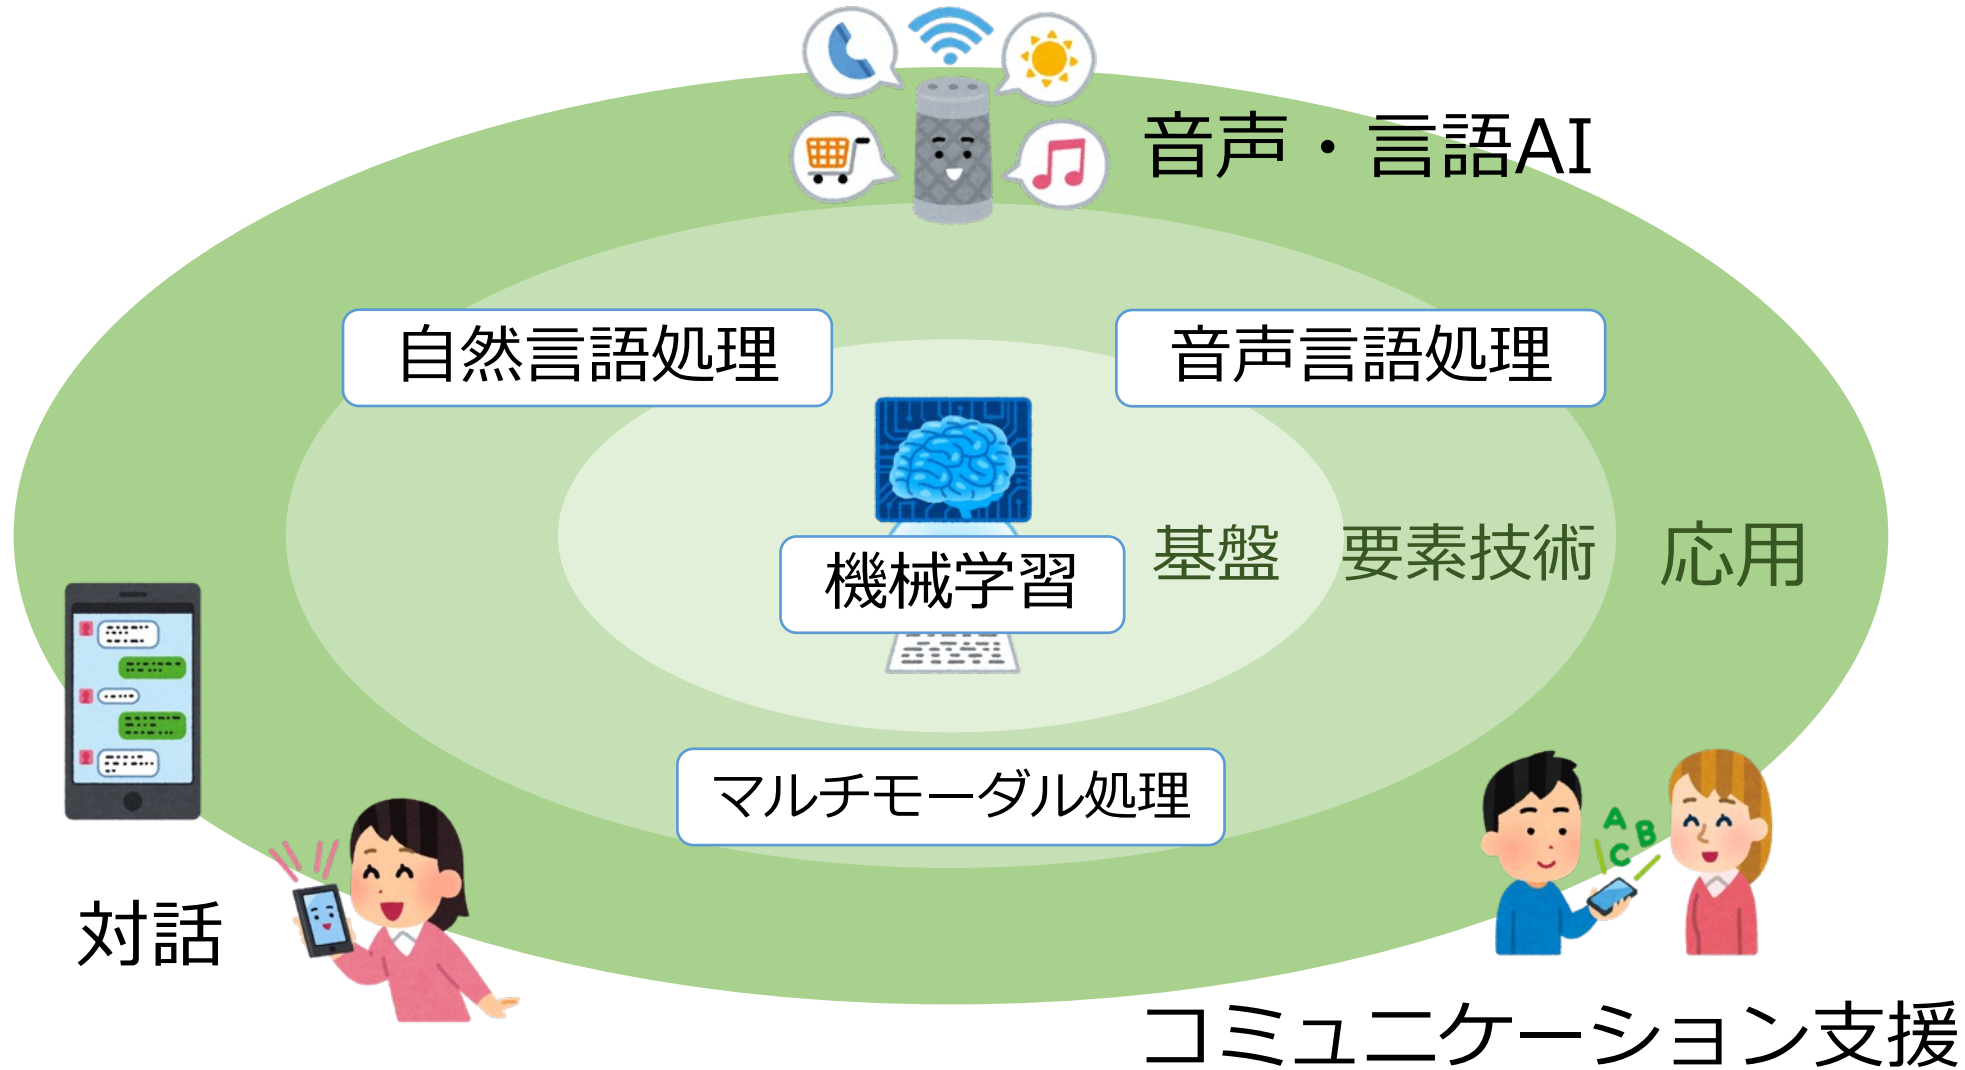 音声・言語AI
自然言語処理
音声言語処理
機械学習
基盤
要素技術
応用
マルチモーダル処理
A
B
C
対話
コミュニケーション支援